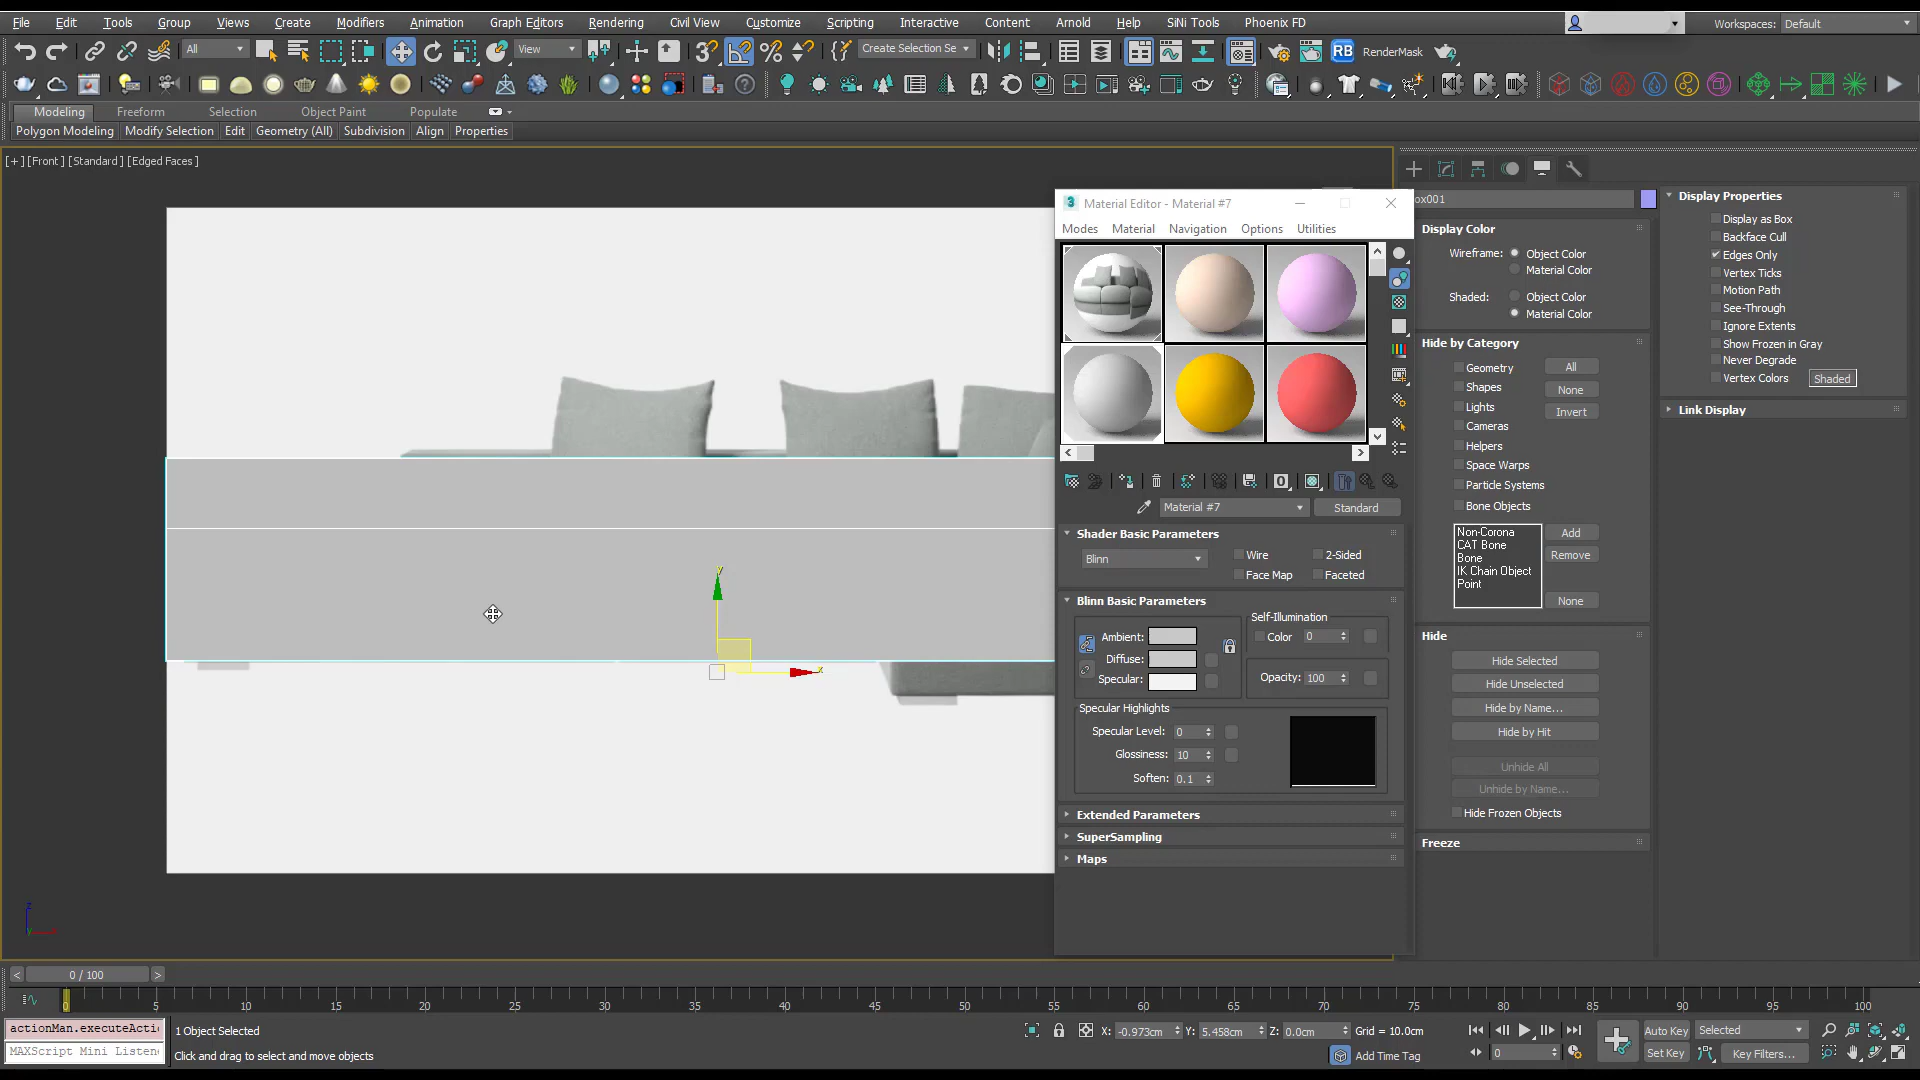 File Edit Tools Group Views Create Modifiers Animation Graph Editors Rendering Civil View Customize Scripting Interactive Content Arnold Help SiNi Tools Phoenix FD Workspaces: Default
All View Create Selection Se RB RenderMask
Modeling Freeform Selection Object Paint Populate
Polygon Modeling Modify Selection Edit Geometry (All) Subdivision Align Properties
[+] [Front] [Standard] [Edged Faces]
Material Editor - Material #7
Modes Material Navigation Options Utilities
Material #7 Standard
Shader Basic Parameters
Blinn Wire 2-Sided
Face Map Faceted
Blinn Basic Parameters
Self-Illumination
Ambient: Color 0
Diffuse:
Specular: Opacity: 100
Specular Highlights
Specular Level: 0
Glossiness: 10
Soften: 0.1
Extended Parameters
SuperSampling
Maps
ox001
Display Color
Wireframe: Object Color
Material Color
Shaded: Object Color
Material Color
Hide by Category
Geometry All
Shapes None
Lights Invert
Cameras
Helpers
Space Warps
Particle Systems
Bone Objects
Non-Corona Add
CAT Bone
Bone Remove
IK Chain Object
Point
None
Hide
Hide Selected
Hide Unselected
Hide by Name...
Hide by Hit
Unhide All
Unhide by Name...
Hide Frozen Objects
Freeze
Display Properties
Display as Box
Backface Cull
Edges Only
Vertex Ticks
Motion Path
See-Through
Ignore Extents
Show Frozen in Gray
Never Degrade
Vertex Colors Shaded
Link Display
z
y
y
x
< 0 / 100 >
0 5 10 15 20 25 30 35 40 45 50 55 60 65 70 75 80 85 90 95 100
actionMan.executeActi 1 Object Selected X: -0.973cm Y: 5.458cm Z: 0.0cm Grid = 10.0cm Auto Key Selected
MAXScript Mini Listen Click and drag to select and move objects Add Time Tag 0 Set Key Key Filters...